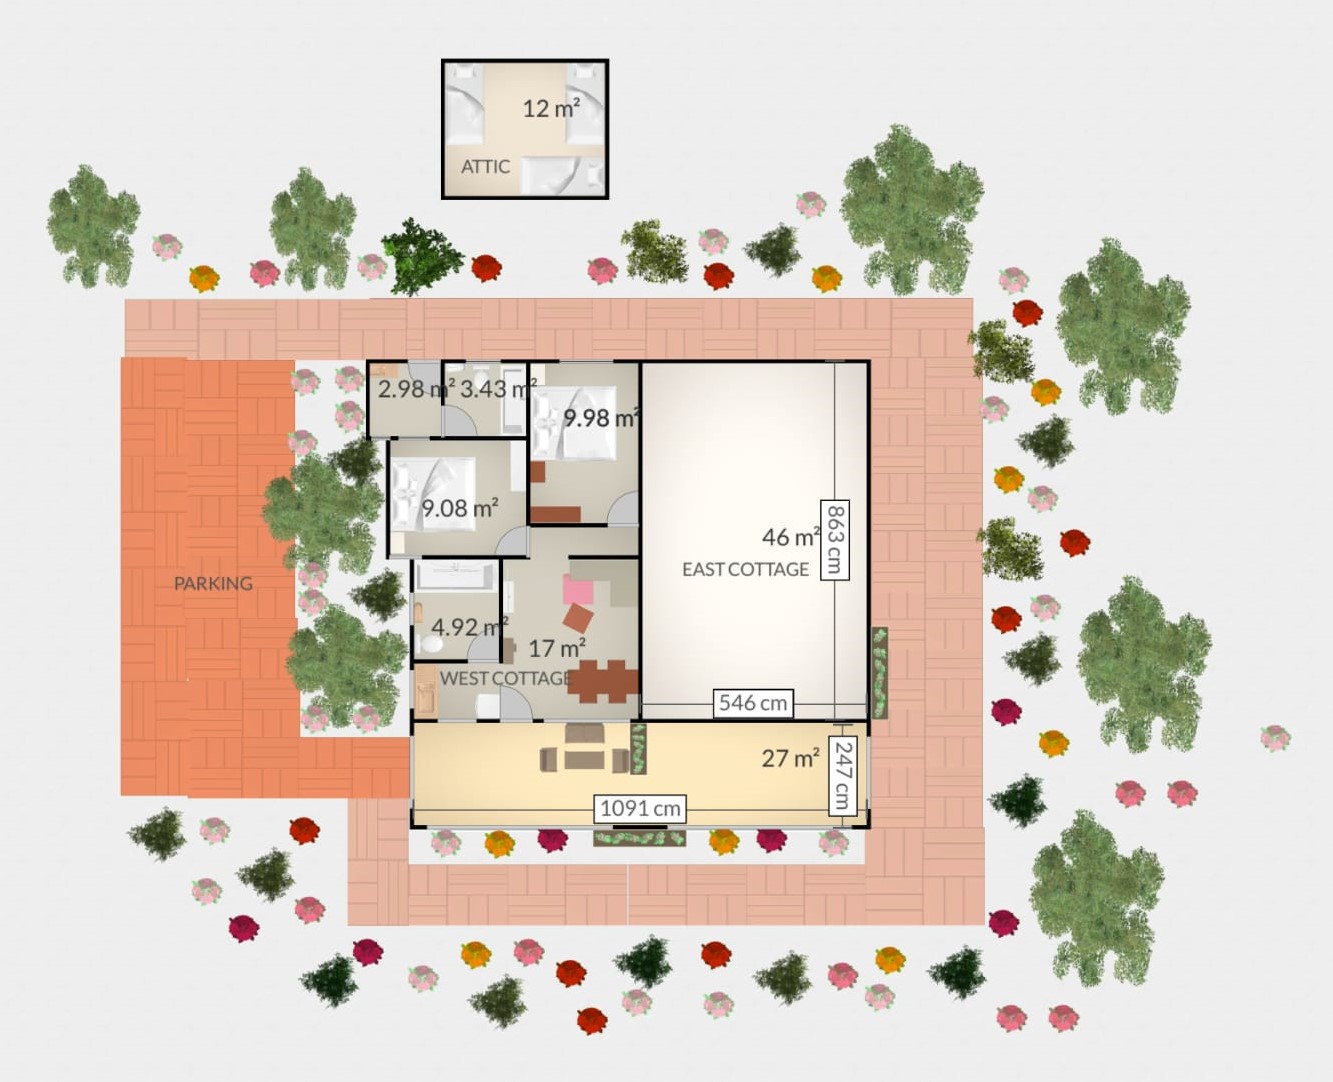 12 m²
ATTIC
2.98 m² 3.43 m²
9.98 m²
9.08 m²
46 m²
863 cm
EAST COTTAGE
PARKING
4.92 m²
17 m²
WEST COTTAGE
546 cm
27 m²
247 cm
1091 cm